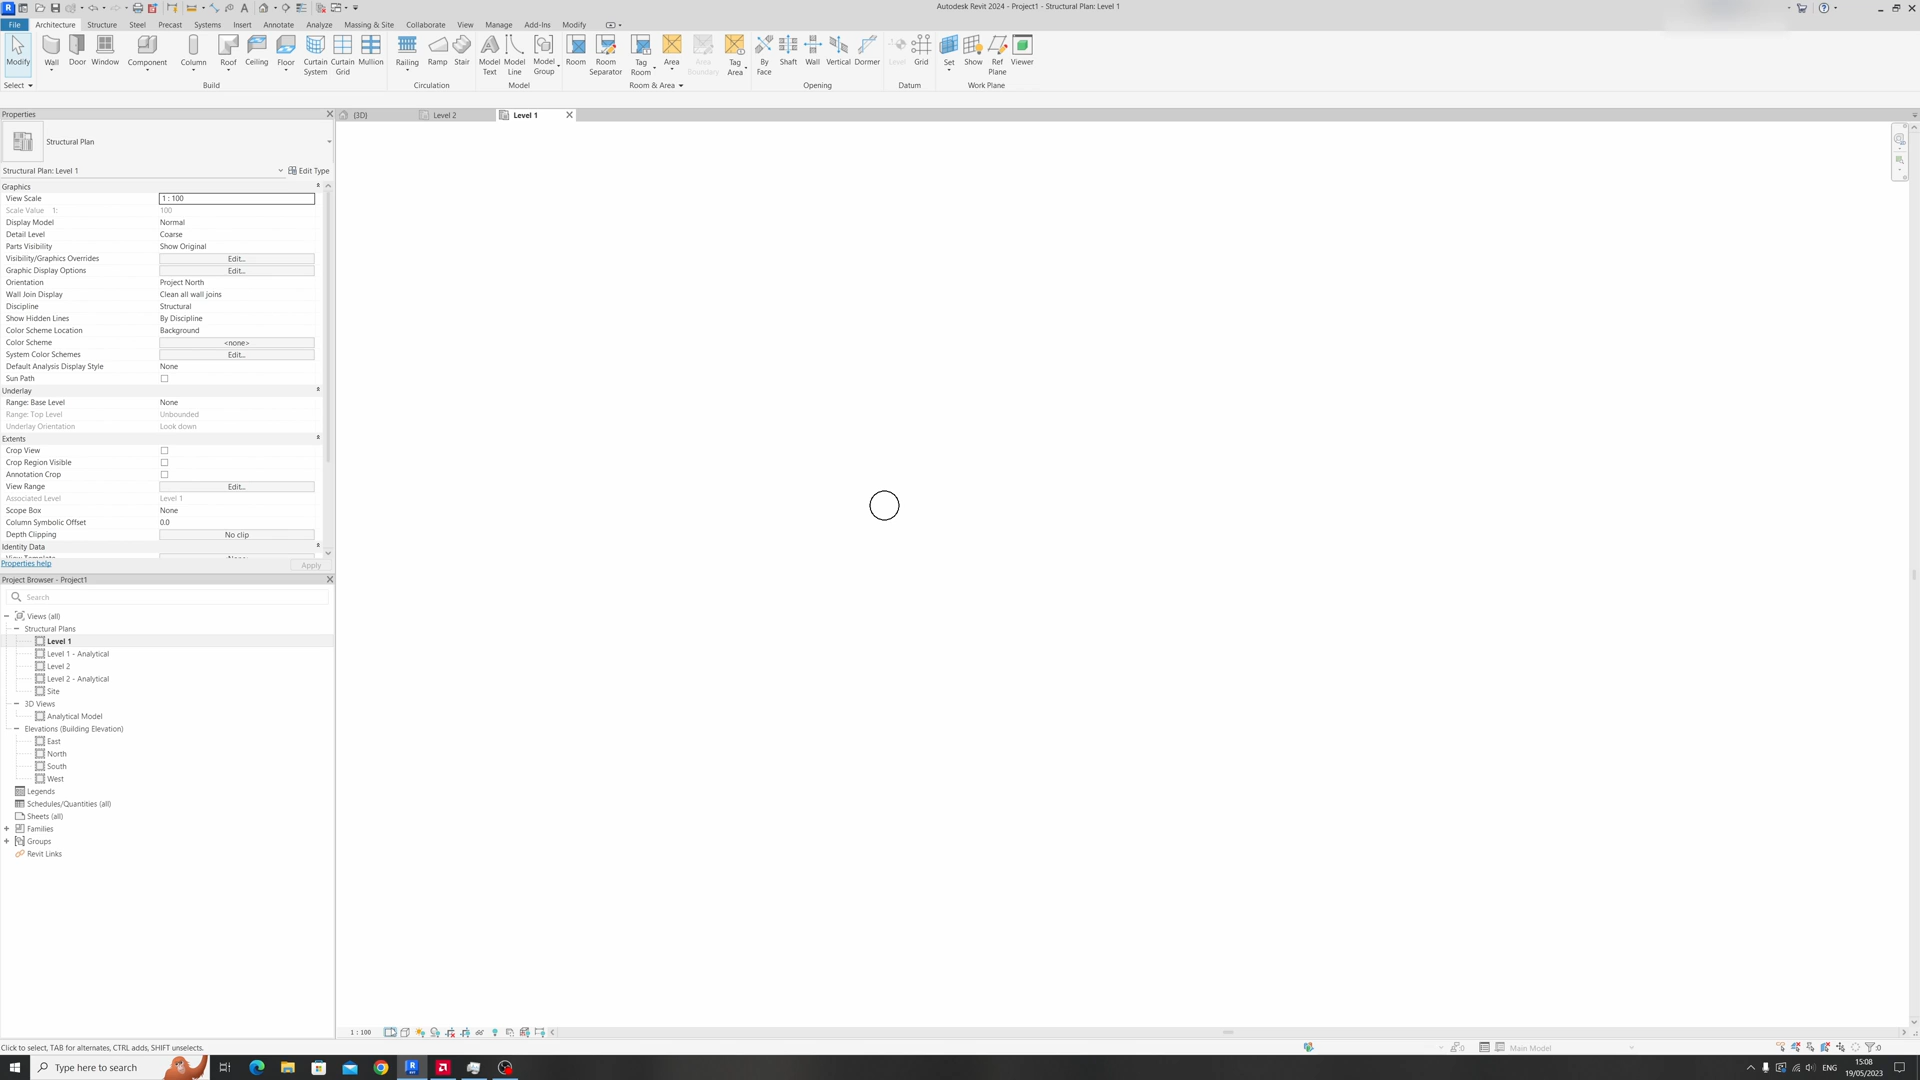 Autodesk Revit 2024 - Project1 - Structural Plan: Level 1
File Architecture Structure Steel Precast Systems Insert Annotate Analyze Massing & Site Collaborate View Manage Add-Ins Modify
Modify Wall Door Window Component Column Roof Ceiling Floor Curtain System Curtain Grid Mullion Railing Ramp Stair Model Text Model Line Model Group Room Room Separator Tag Room Area Area Boundary Tag Area By Face Shaft Wall Vertical Dormer Level Grid Set Show Ref Plane Viewer
Select Build Circulation Model Room & Area Opening Datum Work Plane
Properties
{3D} Level 2 Level 1
Structural Plan
Structural Plan: Level 1 Edit Type
Graphics
View Scale 1 : 100
Scale Value 1: 100
Display Model Normal
Detail Level Coarse
Parts Visibility Show Original
Visibility/Graphics Overrides Edit...
Graphic Display Options Edit...
Orientation Project North
Wall Join Display Clean all wall joins
Discipline Structural
Show Hidden Lines By Discipline
Color Scheme Location Background
Color Scheme <none>
System Color Schemes Edit...
Default Analysis Display Style None
Sun Path
Underlay
Range: Base Level None
Range: Top Level Unbounded
Underlay Orientation Look down
Extents
Crop View
Crop Region Visible
Annotation Crop
View Range Edit...
Associated Level Level 1
Scope Box None
Column Symbolic Offset 0.0
Depth Clipping No clip
Identity Data
Properties help Apply
Project Browser - Project1
Search
Views (all)
Structural Plans
Level 1
Level 1 - Analytical
Level 2
Level 2 - Analytical
Site
3D Views
Analytical Model
Elevations (Building Elevation)
East
North
South
West
Legends
Schedules/Quantities (all)
Sheets (all)
Families
Groups
Revit Links
1 : 100
Click to select, TAB for alternates, CTRL adds, SHIFT unselects.
:0 Main Model :0
Type here to search
ENG
15:08
19/05/2023